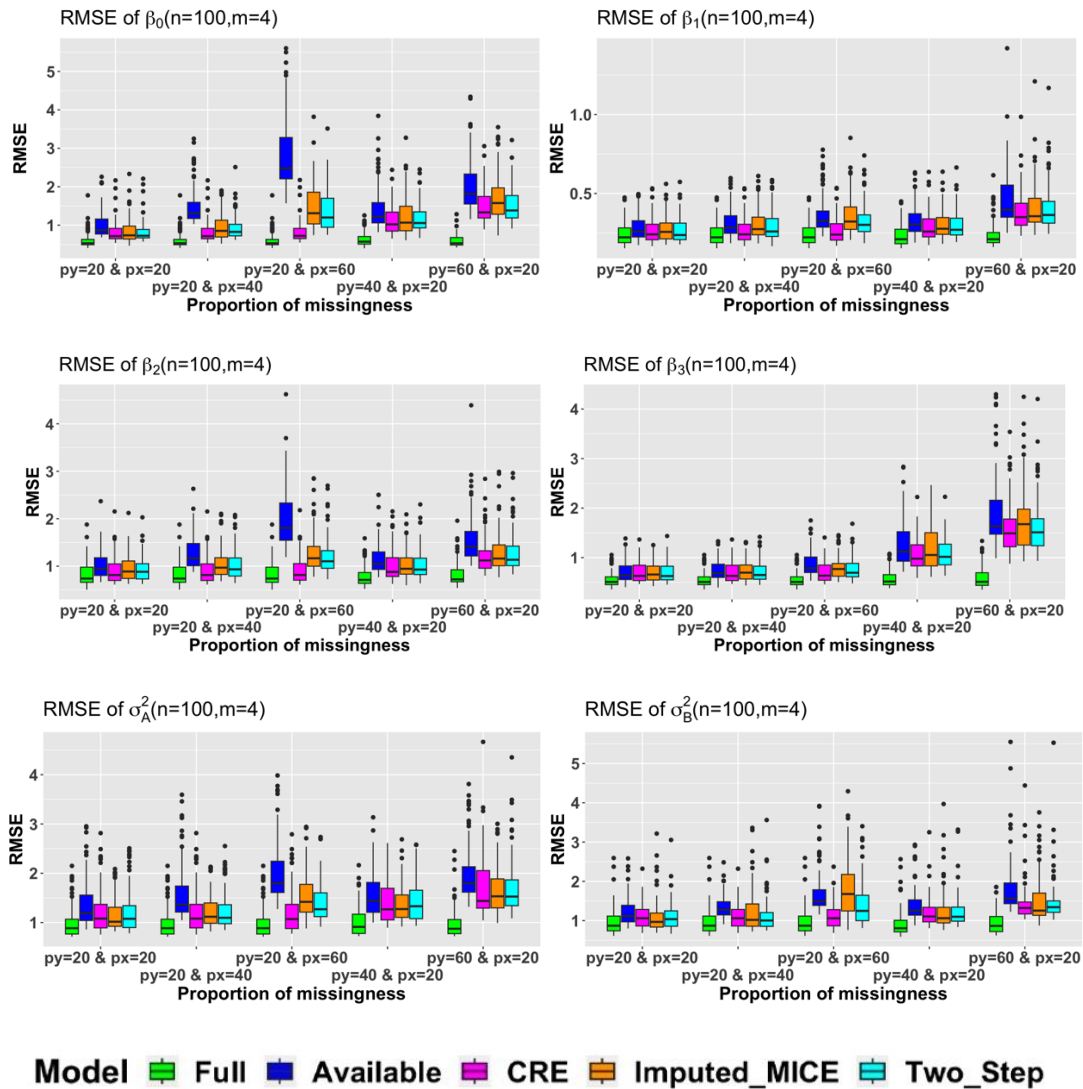 RMSE of β0(n=100,m=4)
RMSE
5
4
3
2
1
py=20 & px=20
py=20 & px=60
py=60 & px=20
py=20 & px=40
py=40 & px=20
Proportion of missingness
RMSE of β1(n=100,m=4)
RMSE
1.0
0.5
py=20 & px=20
py=20 & px=60
py=60 & px=20
py=20 & px=40
py=40 & px=20
Proportion of missingness
RMSE of β2(n=100,m=4)
RMSE
4
3
2
1
py=20 & px=20
py=20 & px=60
py=60 & px=20
py=20 & px=40
py=40 & px=20
Proportion of missingness
RMSE of β3(n=100,m=4)
RMSE
4
3
2
1
py=20 & px=20
py=20 & px=60
py=60 & px=20
py=20 & px=40
py=40 & px=20
Proportion of missingness
RMSE of σ²A(n=100,m=4)
RMSE
4
3
2
1
py=20 & px=20
py=20 & px=60
py=60 & px=20
py=20 & px=40
py=40 & px=20
Proportion of missingness
RMSE of σ²B(n=100,m=4)
RMSE
5
4
3
2
1
py=20 & px=20
py=20 & px=60
py=60 & px=20
py=20 & px=40
py=40 & px=20
Proportion of missingness
Model Full Available CRE Imputed_MICE Two_Step